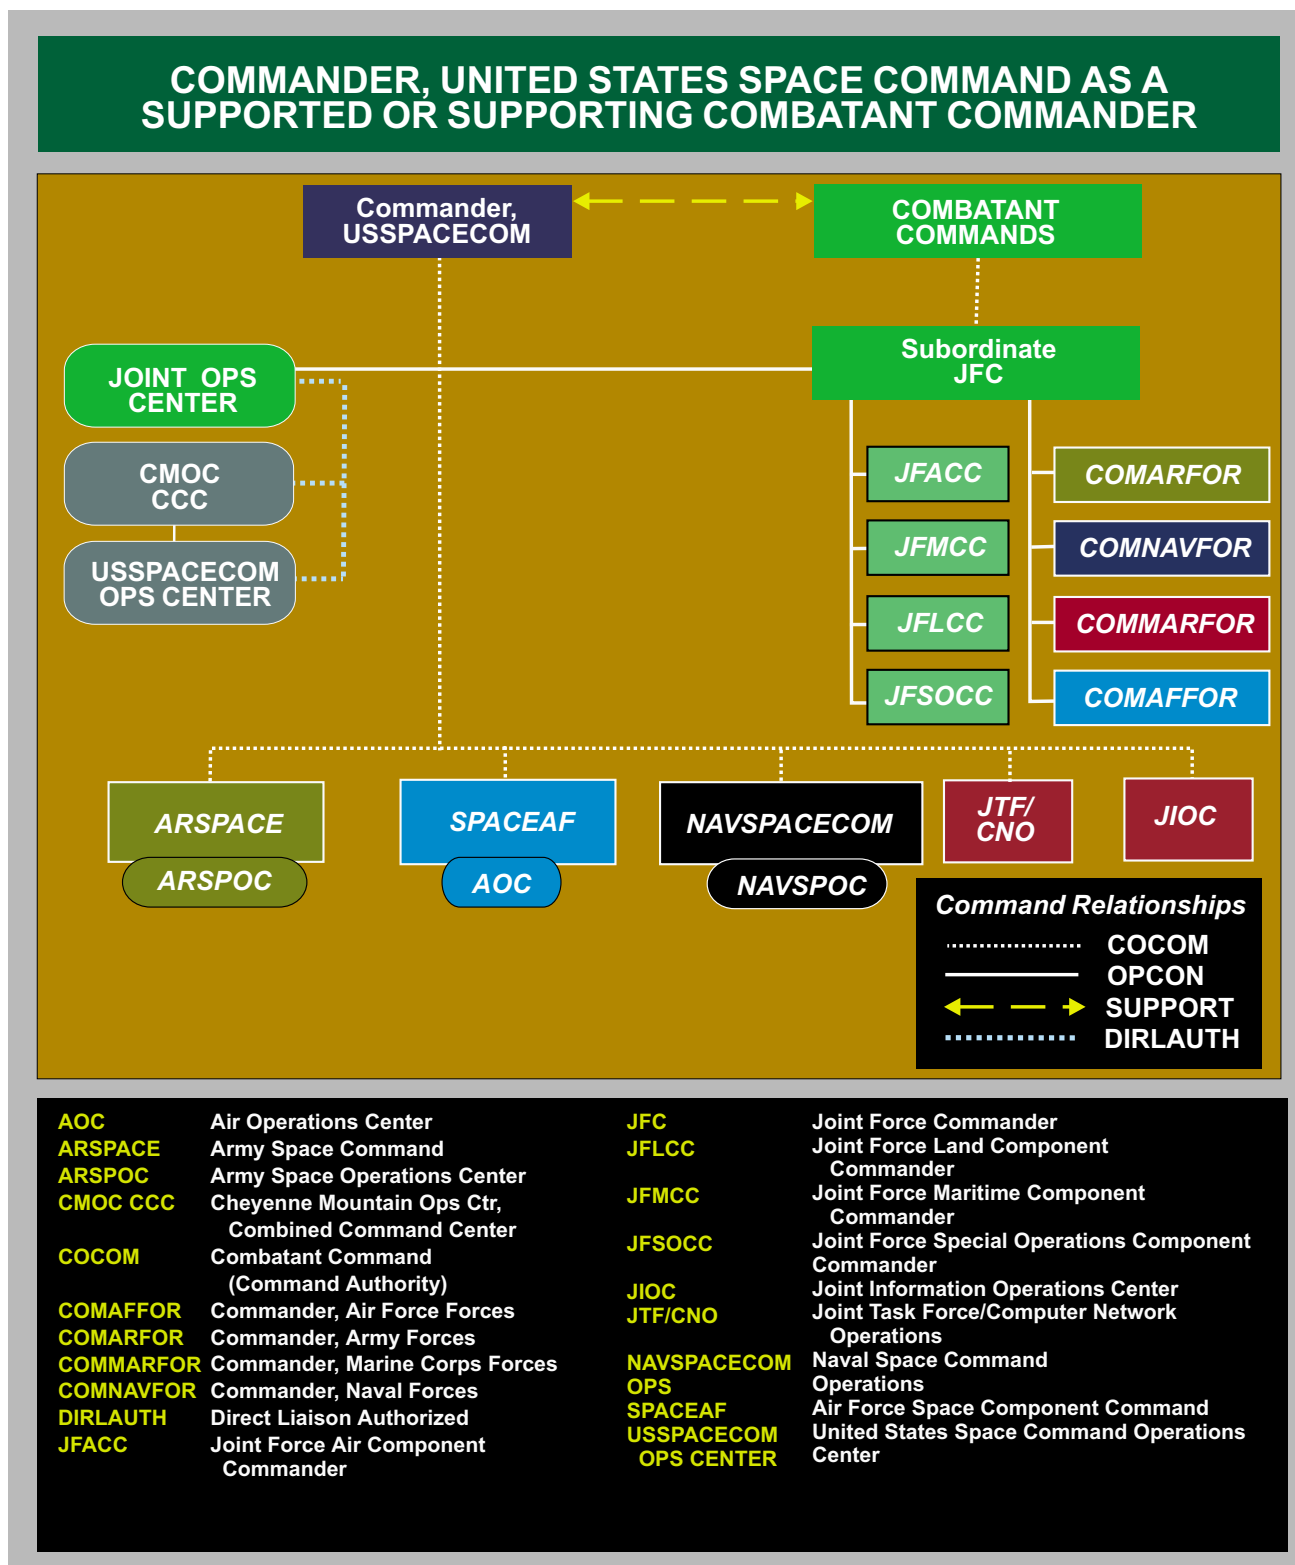 COMMANDER, UNITED STATES SPACE COMMAND AS A
SUPPORTED OR SUPPORTING COMBATANT COMMANDER
Commander,
USSPACECOM
COMBATANT
COMMANDS
Subordinate
JFC
JOINT OPS
CENTER
CMOC
CCC
USSPACECOM
OPS CENTER
JFACC
COMARFOR
JFMCC
COMNAVFOR
JFLCC
COMMARFOR
JFSOCC
COMAFFOR
ARSPACE
ARSPOC
SPACEAF
AOC
NAVSPACECOM
NAVSPOC
JTF/
CNO
JIOC
Command Relationships
COCOM
OPCON
SUPPORT
DIRLAUTH
AOC Air Operations Center
ARSPACE Army Space Command
ARSPOC Army Space Operations Center
CMOC CCC Cheyenne Mountain Ops Ctr,
Combined Command Center
COCOM Combatant Command
(Command Authority)
COMAFFOR Commander, Air Force Forces
COMARFOR Commander, Army Forces
COMMARFOR Commander, Marine Corps Forces
COMNAVFOR Commander, Naval Forces
DIRLAUTH Direct Liaison Authorized
JFACC Joint Force Air Component
Commander
JFC Joint Force Commander
JFLCC Joint Force Land Component
Commander
JFMCC Joint Force Maritime Component
Commander
JFSOCC Joint Force Special Operations Component
Commander
JIOC Joint Information Operations Center
JTF/CNO Joint Task Force/Computer Network
Operations
NAVSPACECOM Naval Space Command
OPS Operations
SPACEAF Air Force Space Component Command
USSPACECOM United States Space Command Operations
OPS CENTER Center